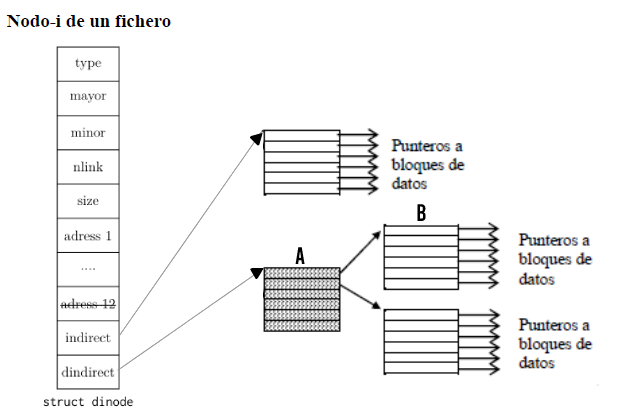 Nodo-i de un fichero
type
mayor
minor
nlink
size
adress 1
....
adress 12
indirect
dindirect
struct dinode
Punteros a
bloques de
datos
A
B
Punteros a
bloques de
datos
Punteros a
bloques de
datos